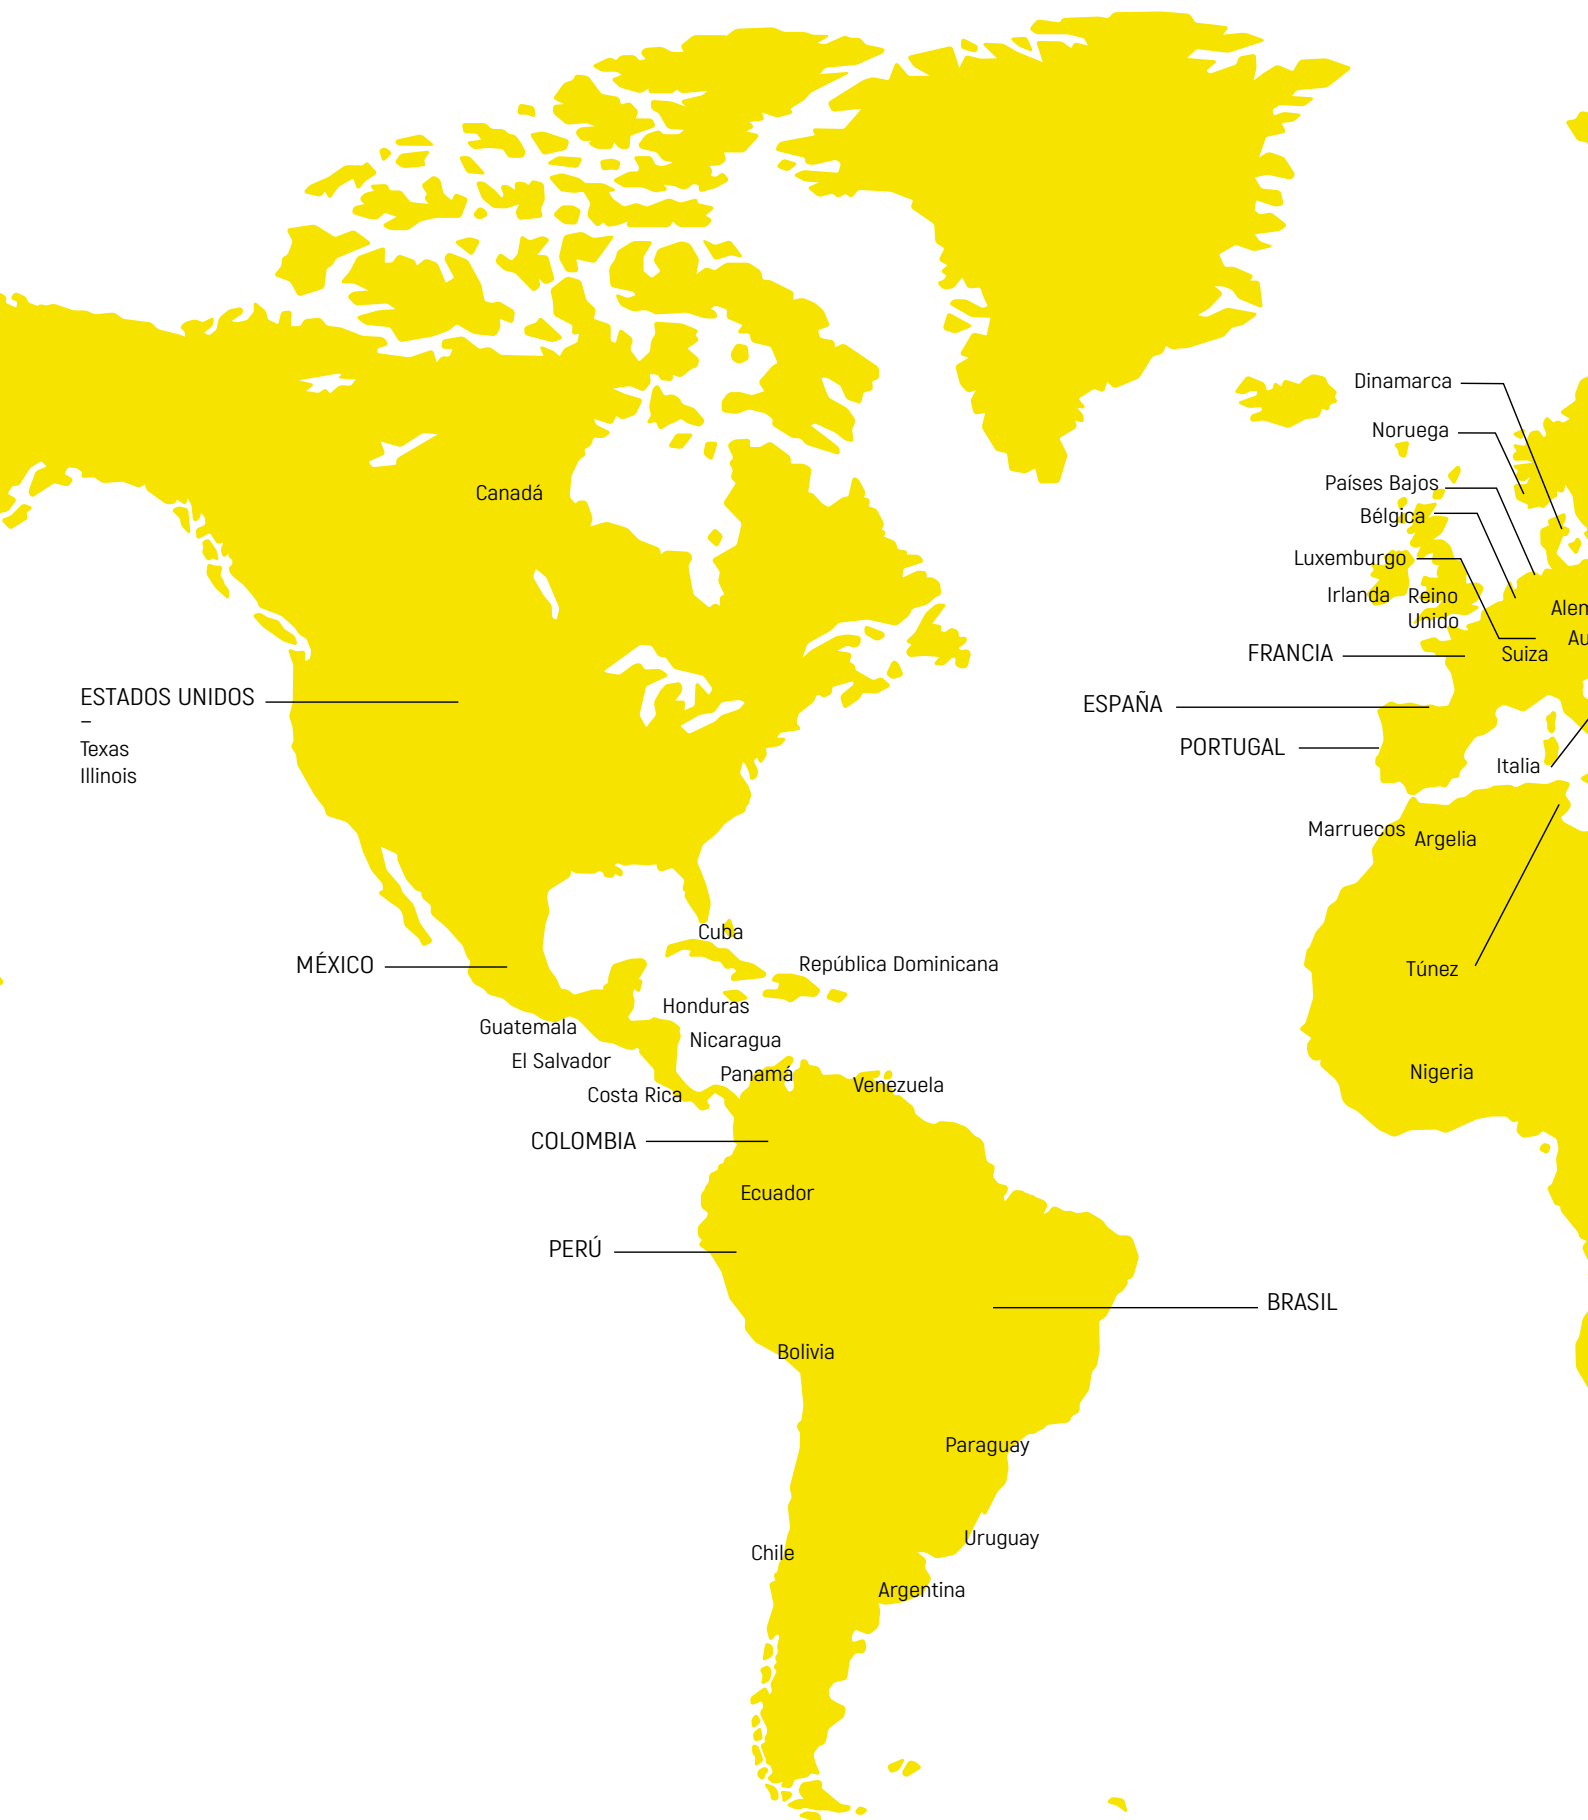 Dinamarca
Noruega
Países Bajos
Bélgica
Luxemburgo
Irlanda
Reino
Unido
Alem
Au
Suiza
FRANCIA
ESPAÑA
PORTUGAL
Italia
Marruecos
Argelia
Túnez
Nigeria
Canadá
ESTADOS UNIDOS
–
Texas
Illinois
MÉXICO
Cuba
República Dominicana
Honduras
Guatemala
Nicaragua
El Salvador
Panamá
Costa Rica
Venezuela
COLOMBIA
Ecuador
PERÚ
BRASIL
Bolivia
Paraguay
Uruguay
Chile
Argentina